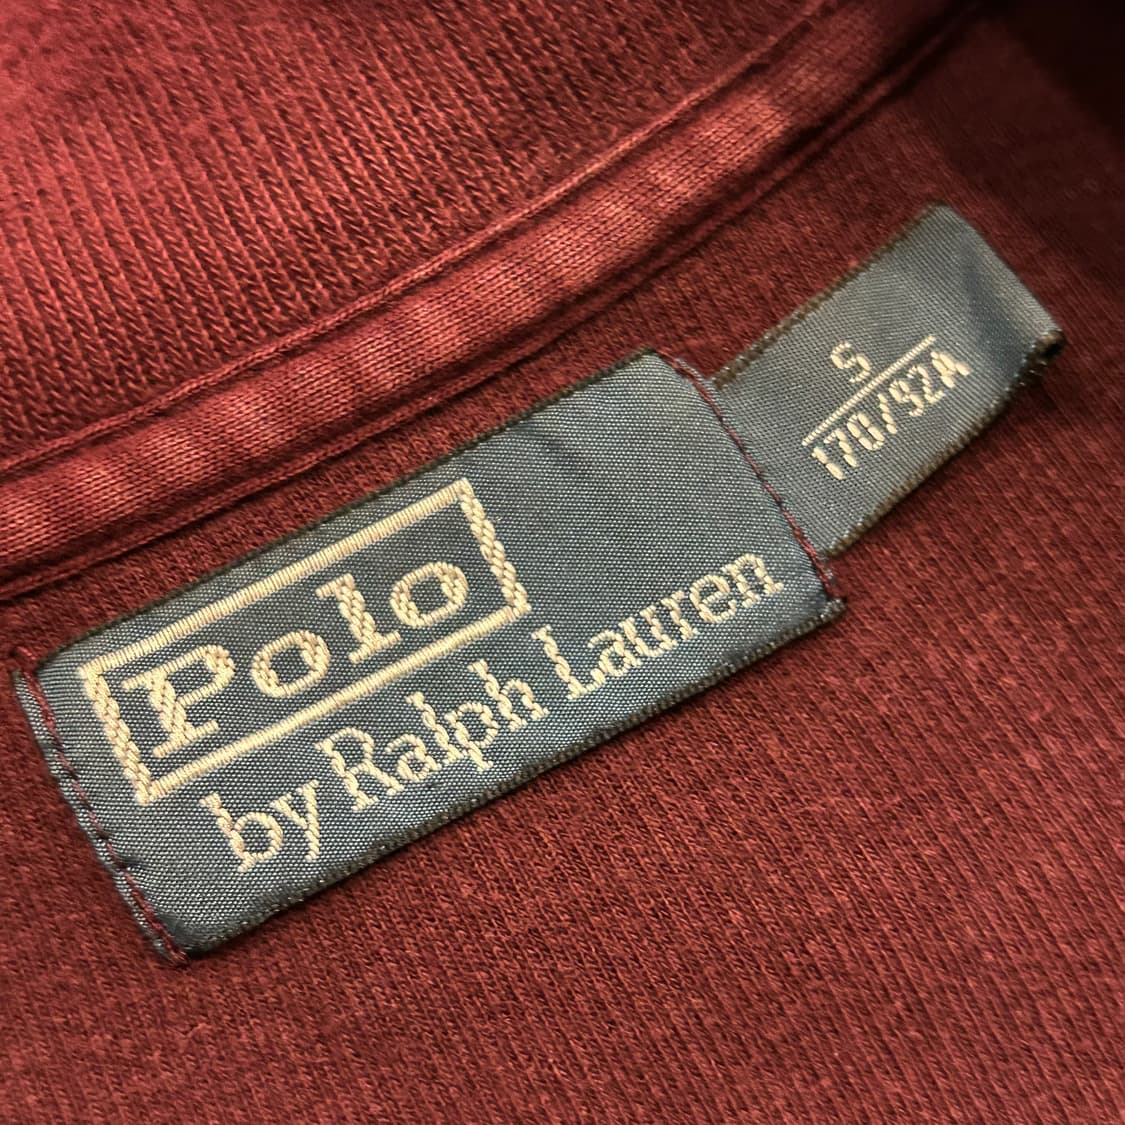 Polo
by Ralph Lauren
S
170/92A